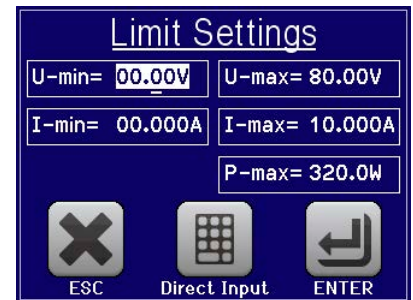 Limit Settings
U-min= 00.00V U-max= 80.00V
I-min= 00.000A I-max= 10.000A
P-max= 320.0W
ESC Direct Input ENTER